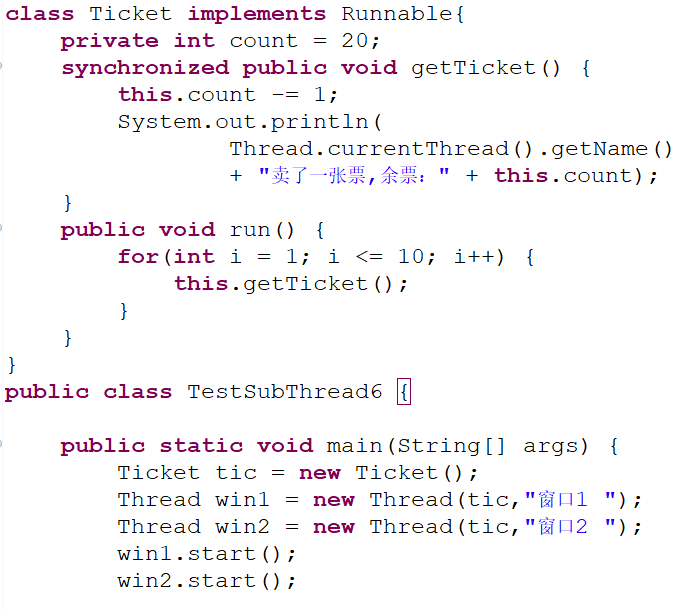 class Ticket implements Runnable{
    private int count = 20;
    synchronized public void getTicket() {
        this.count -= 1;
        System.out.println(
                Thread.currentThread().getName()
                + "卖了一张票,余票：" + this.count);
    }
    public void run() {
        for(int i = 1; i <= 10; i++) {
            this.getTicket();
        }
    }
}
public class TestSubThread6 {
    public static void main(String[] args) {
        Ticket tic = new Ticket();
        Thread win1 = new Thread(tic,"窗口1 ");
        Thread win2 = new Thread(tic,"窗口2 ");
        win1.start();
        win2.start();